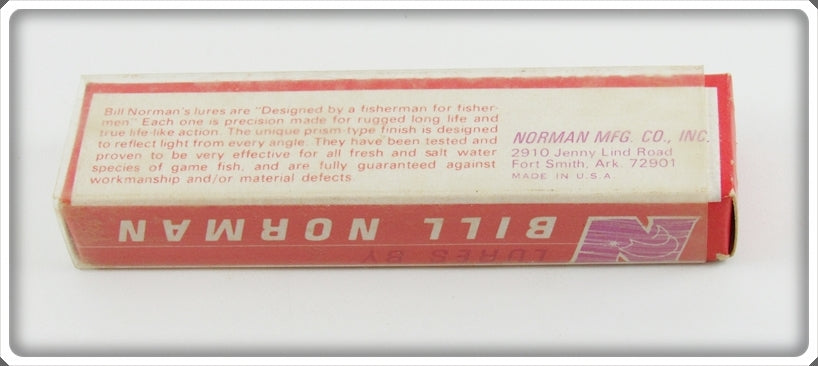 Bill Norman's lures are "Designed by a fisherman for fisher-
men." Each one is precision made for rugged long life and
true life-like action. The unique prism-type finish is designed
to reflect light from every angle. They have been tested and
proven to be very effective for all fresh and salt water
species of game fish, and are fully guaranteed against
workmanship and/or material defects.
NORMAN MFG. CO., INC.
2910 Jenny Lind Road
Fort Smith, Ark. 72901
MADE IN U.S.A.
LURES BY
BILL NORMAN